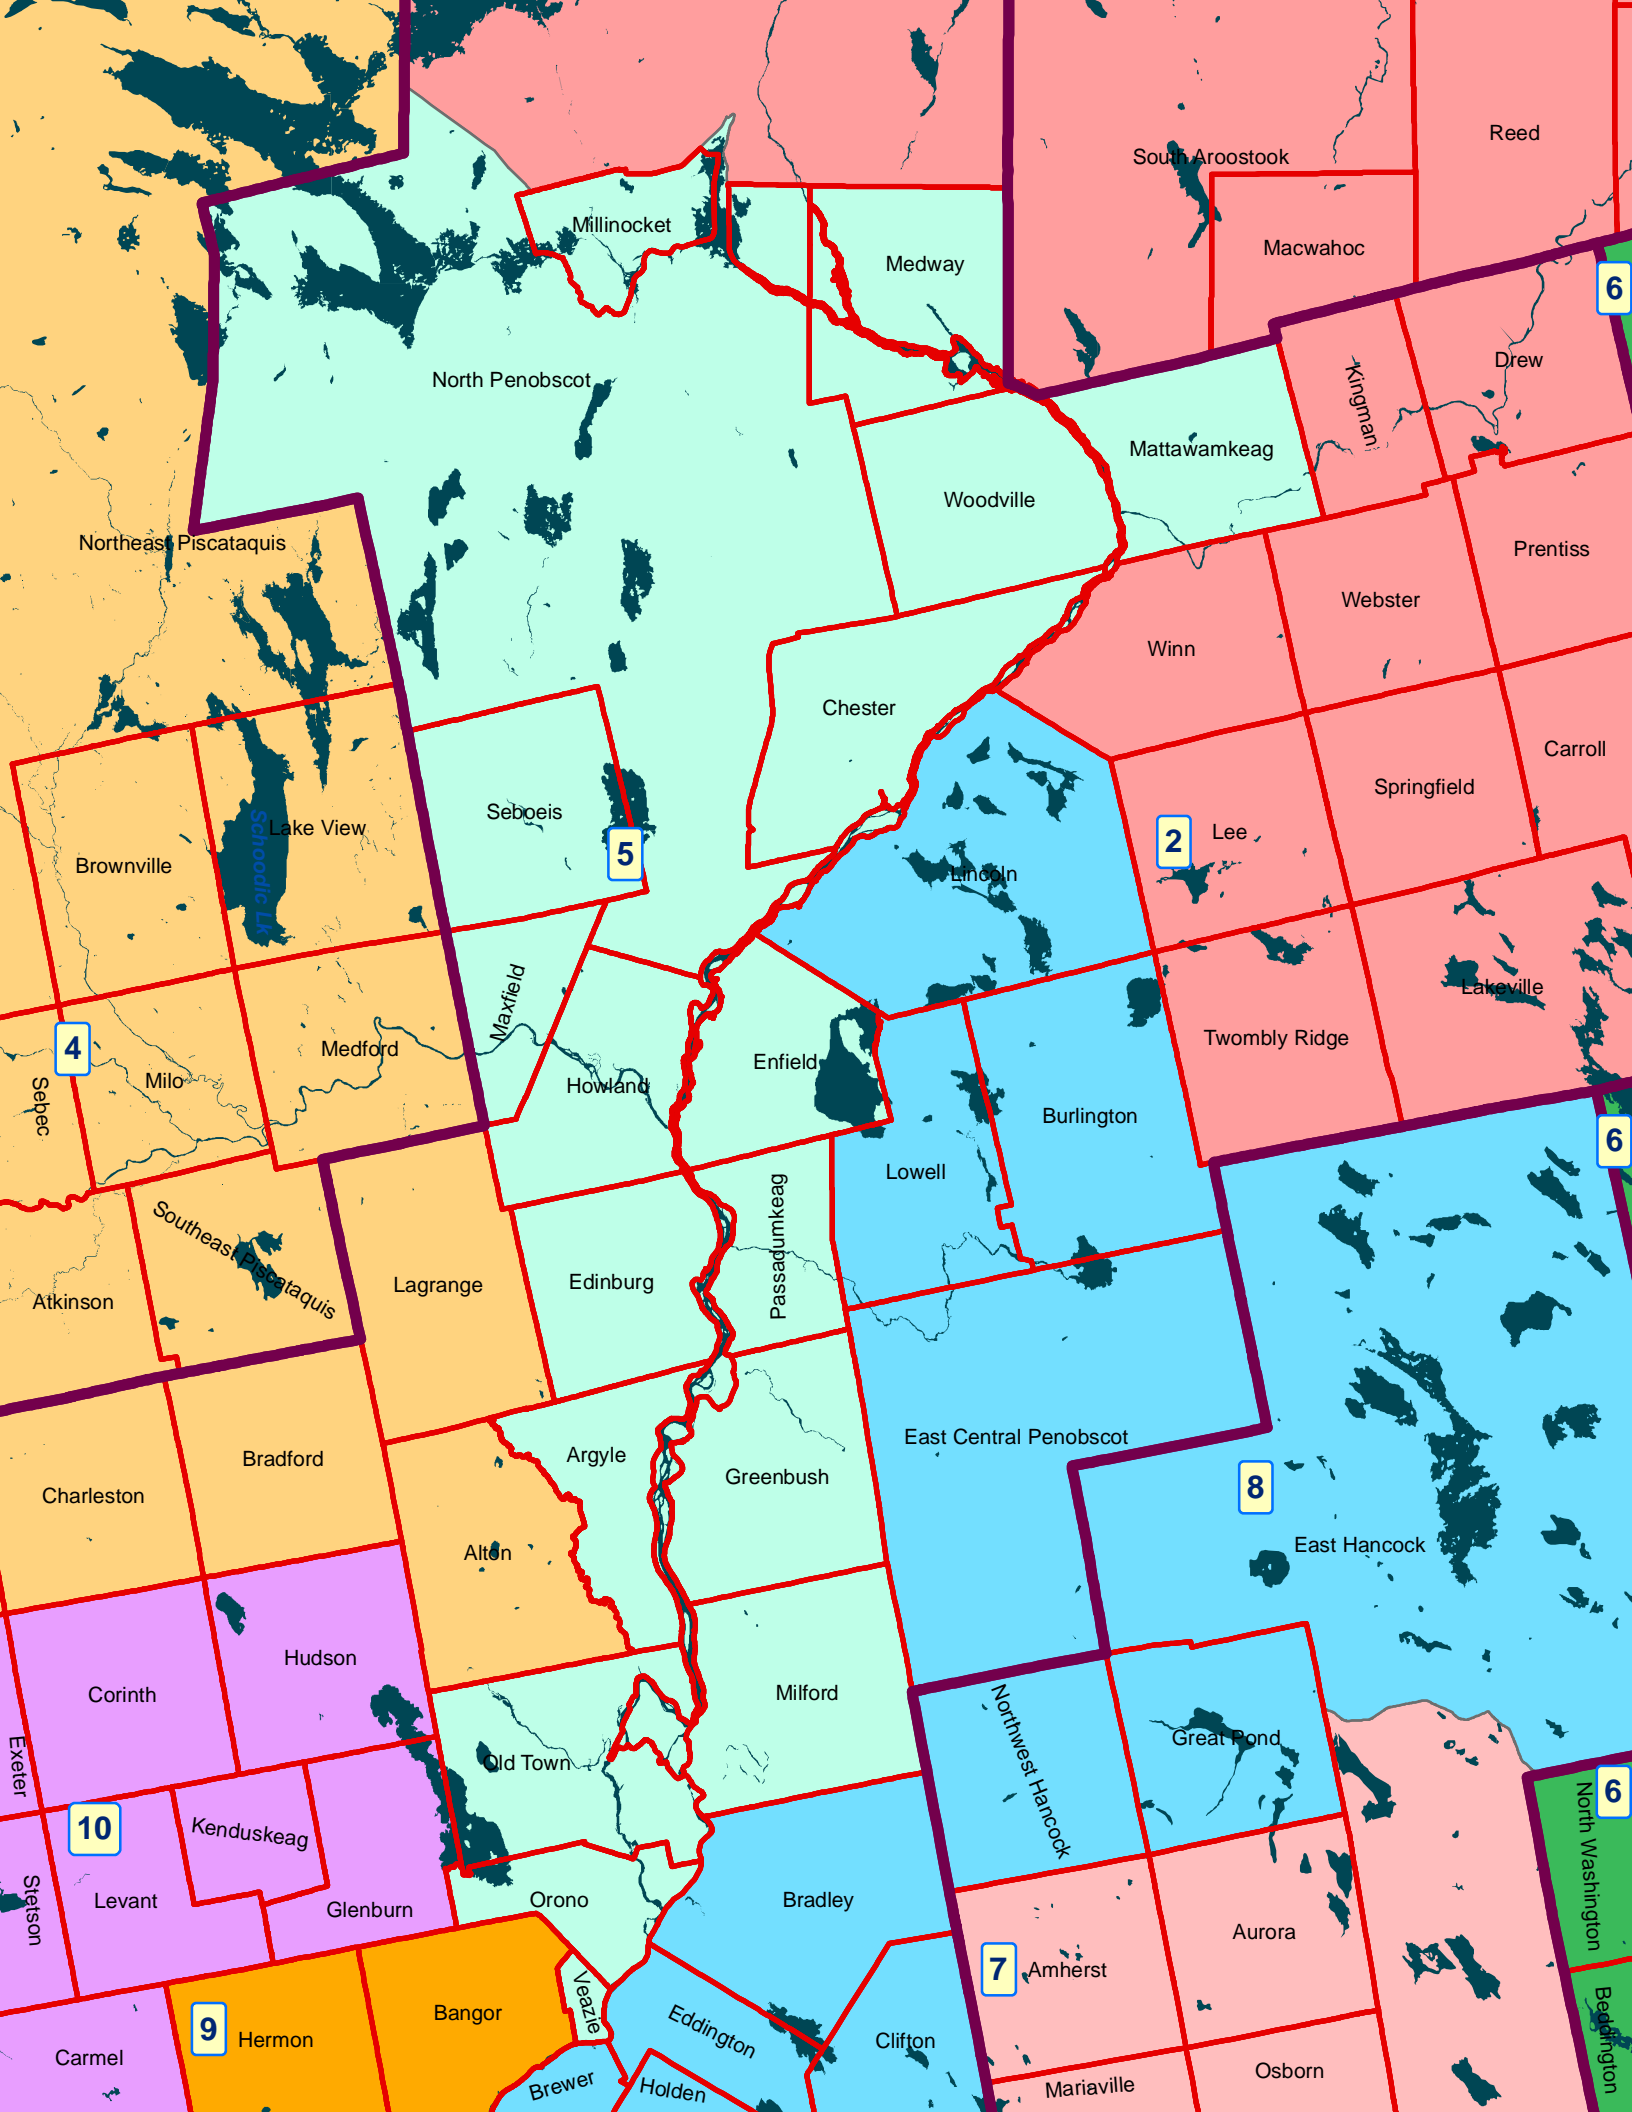 Reed
South Aroostook
Millinocket
Macwahoc
Medway
6
Drew
North Penobscot
Kingman
Mattawamkeag
Woodville
Northeast Piscataquis
Prentiss
Webster
Winn
Chester
Carroll
Springfield
Seboeis
Lake View
2
Lee
5
Brownville
Schoodic Lk
Lincoln
Lakeville
Maxfield
Twombly Ridge
4
Medford
Enfield
Milo
Howland
Sebec
Burlington
6
Lowell
Passadumkeag
Southeast Piscataquis
Lagrange
Edinburg
Atkinson
East Central Penobscot
Argyle
Bradford
Greenbush
8
Charleston
East Hancock
Alton
Hudson
Corinth
Milford
Northwest Hancock
Great Pond
Exeter
Old Town
6
10
Kenduskeag
North Washington
Levant
Stetson
Glenburn
Orono
Bradley
Aurora
7
Amherst
Veazie
Bangor
9
Hermon
Eddington
Clifton
Beddington
Carmel
Osborn
Brewer
Holden
Mariaville